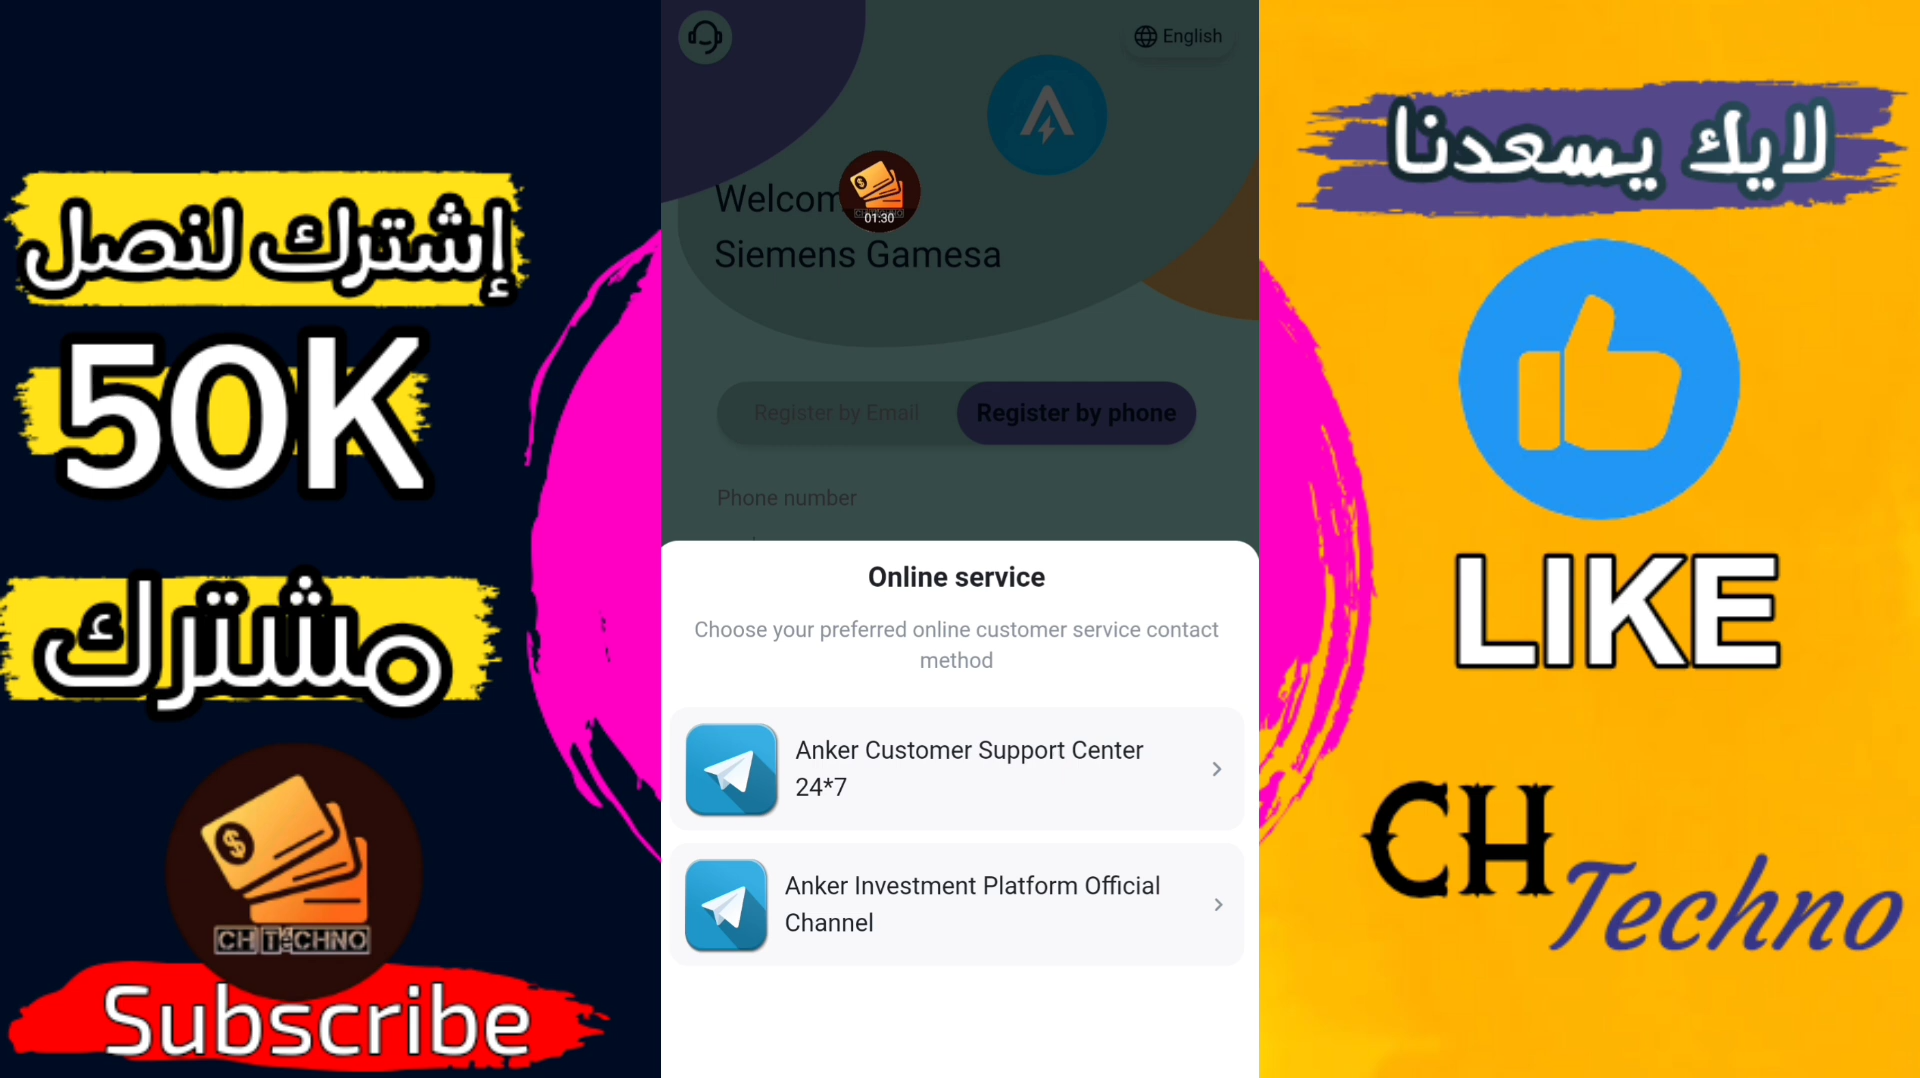 إشترك لنصل
50K
مشترك
CH TéCHNO
Subscribe
English
Welcom
01:30
Siemens Gamesa
Register by Email
Register by phone
Phone number
Online service
Choose your preferred online customer service contact
method
Anker Customer Support Center
24*7
Anker Investment Platform Official
Channel
لايك يسعدنا
LIKE
CH
Techno